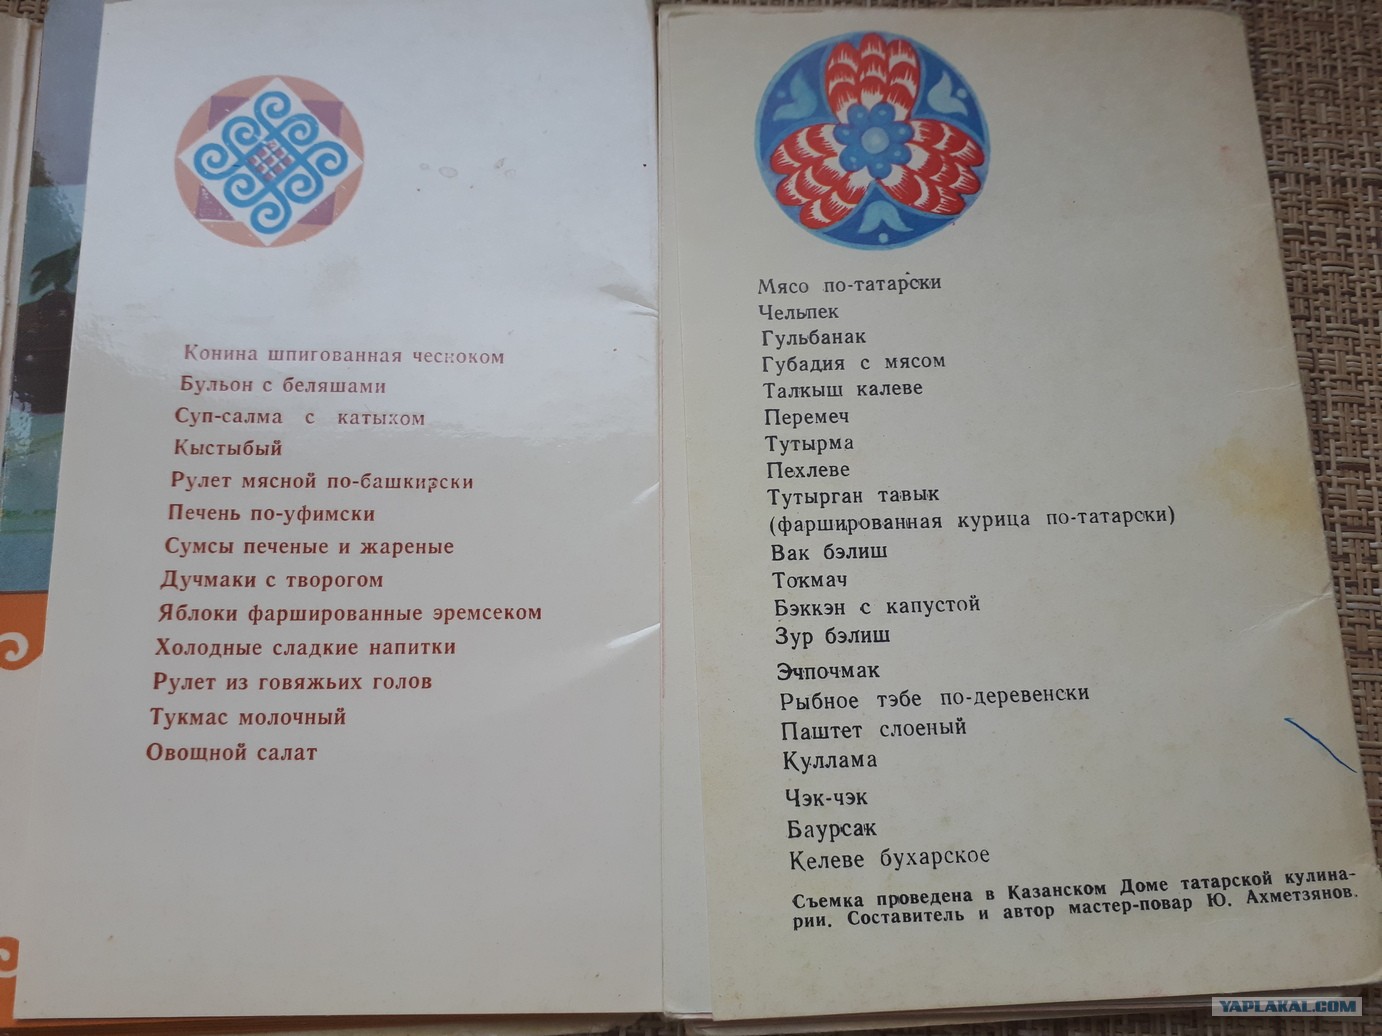 Конина шпигованная чесноком
Бульон с беляшами
Суп-салма с катыком
Кыстыбый
Рулет мясной по-башкирски
Печень по-уфимски
Сумсы печеные и жареные
Дучмаки с творогом
Яблоки фаршированные эремсеком
Холодные сладкие напитки
Рулет из говяжьих голов
Тукмас молочный
Овощной салат
Мясо по-татарски
Чельпек
Гульбанак
Губадия с мясом
Талкыш калеве
Перемеч
Тутырма
Пехлеве
Тутырган тавык
(фаршированная курица по-татарски)
Вак бэлиш
Токмач
Бэккэн с капустой
Зур бэлиш
Эчпочмак
Рыбное тэбе по-деревенски
Паштет слоеный
Куллама
Чэк-чэк
Баурсак
Келеве бухарское
Съемка проведена в Казанском Доме татарской кулина-
рии. Составитель и автор мастер-повар Ю. Ахметзянов.
YAPLAKAL.COM